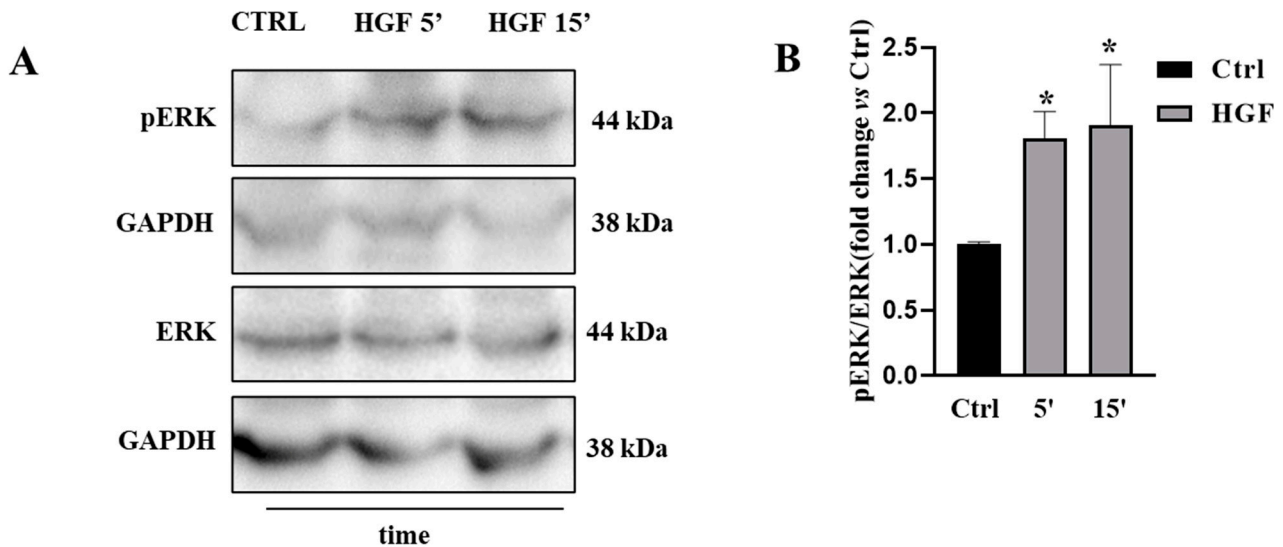 A
CTRL HGF 5’ HGF 15’
pERK 44 kDa
GAPDH 38 kDa
ERK 44 kDa
GAPDH 38 kDa
time
B
pERK/ERK(fold change vs Ctrl)
2.5
2.0
1.5
1.0
0.5
0.0
* *
Ctrl 5' 15'
Ctrl
HGF